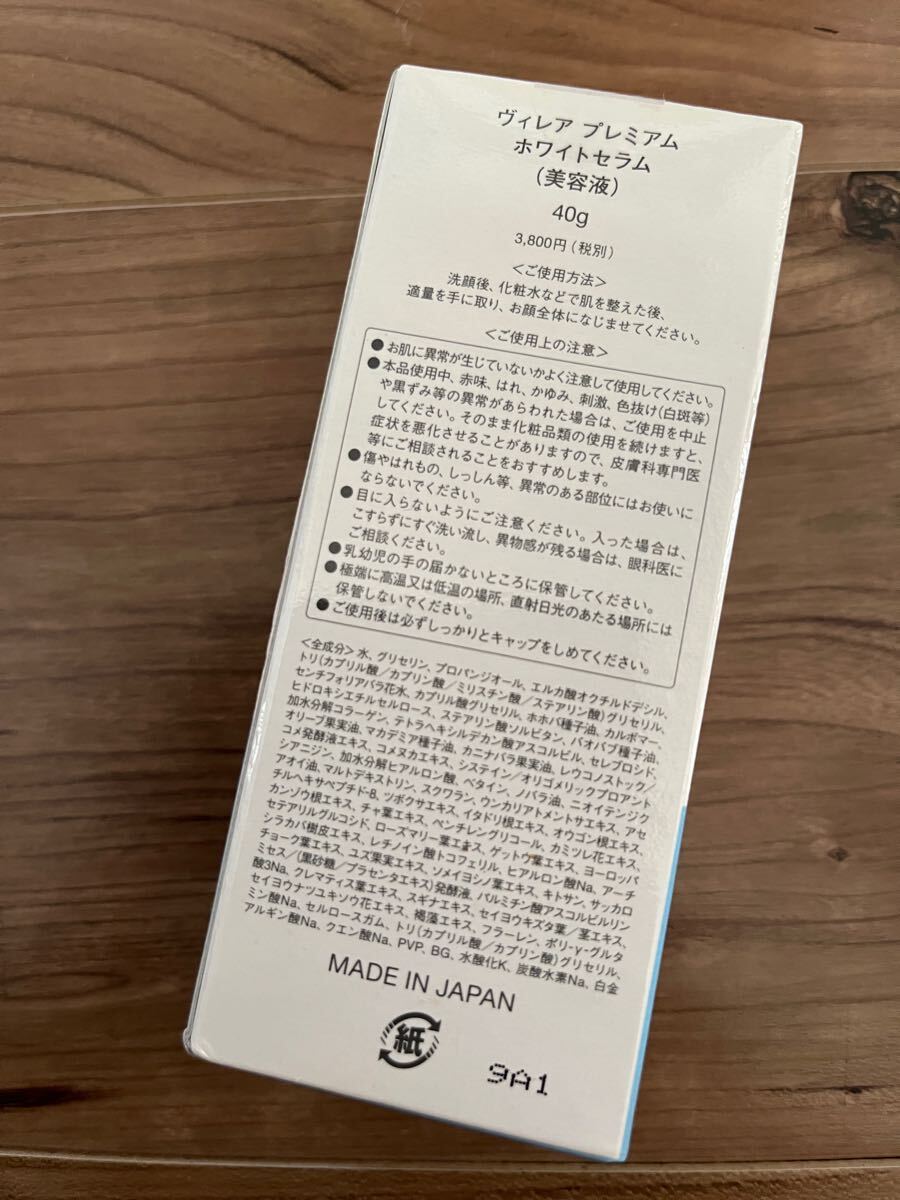 ヴィレア プレミアム
ホワイトセラム
(美容液)
40g
3,800円(税別)
<ご使用方法>
洗顔後、化粧水などで肌を整えた後、
適量を手に取り、お顔全体になじませてください。
<ご使用上の注意>
●お肌に異常が生じていないかよく注意して使用してください。
●本品使用中、赤味、はれ、かゆみ、刺激、色抜け(白斑等)
や黒ずみ等の異常があらわれた場合は、ご使用を中止
してください。そのまま化粧品類の使用を続けますと、
症状を悪化させることがありますので、皮膚科専門医
等にご相談されることをおすすめします。
●傷やはれもの、しっしん等、異常のある部位にはお使いに
ならないでください。
●目に入らないようにご注意ください。入った場合は、
こすらずにすぐ洗い流し、異物感が残る場合は、眼科医に
ご相談ください。
●乳幼児の手の届かないところに保管してください。
●極端に高温又は低温の場所、直射日光のあたる場所には
保管しないでください。
●ご使用後は必ずしっかりとキャップをしめてください。
<全成分>水、グリセリン、プロパンジオール、エルカ酸オクチルドデシル、
トリ(カプリル酸/カプリン酸/ミリスチン酸/ステアリン酸)グリセリル、
センチフォリアバラ花水、カプリル酸グリセリル、ホホバ種子油、カルボマー、
ヒドロキシエチルセルロース、ステアリン酸ソルビタン、バオバブ種子油、
加水分解コラーゲン、テトラヘキシルデカン酸アスコルビル、セレブロシド、
オリーブ果実油、マカデミア種子油、カニナバラ果実油、レウコノストック/
コメ発酵液エキス、コメヌカエキス、システイン/オリゴメリックプロアント
シアニジン、加水分解ヒアルロン酸、ベタイン、ノバラ油、ニオイテンジク
アオイ油、マルトデキストリン、スクワラン、ウンカリアトメントサエキス、アセ
チルヘキサペプチド-8、ツボクサエキス、イタドリ根エキス、オウゴン根エキス、
カンゾウ根エキス、チャ葉エキス、ペンチレングリコール、カミツレ花エキス、
セテアリルグルコシド、ローズマリー葉エキス、ゲットウ葉エキス、ヨーロッパ
シラカバ樹皮エキス、レチノイン酸トコフェリル、ヒアルロン酸Na、アーチ
チョーク葉エキス、ユズ果実エキス、ソメイヨシノ葉エキス、キトサン、サッカロ
ミセス/(黒砂糖/プラセンタエキス)発酵液、パルミチン酸アスコルビルリン
酸3Na、クレマティス葉エキス、スギナエキス、セイヨウキズタ葉/茎エキス、
セイヨウナツユキソウ花エキス、褐藻エキス、フラーレン、ポリ-γ-グルタ
ミン酸Na、セルロースガム、トリ(カプリル酸/カプリン酸)グリセリル、
アルギン酸Na、クエン酸Na、PVP、BG、水酸化K、炭酸水素Na、白金
MADE IN JAPAN
紙
9A1